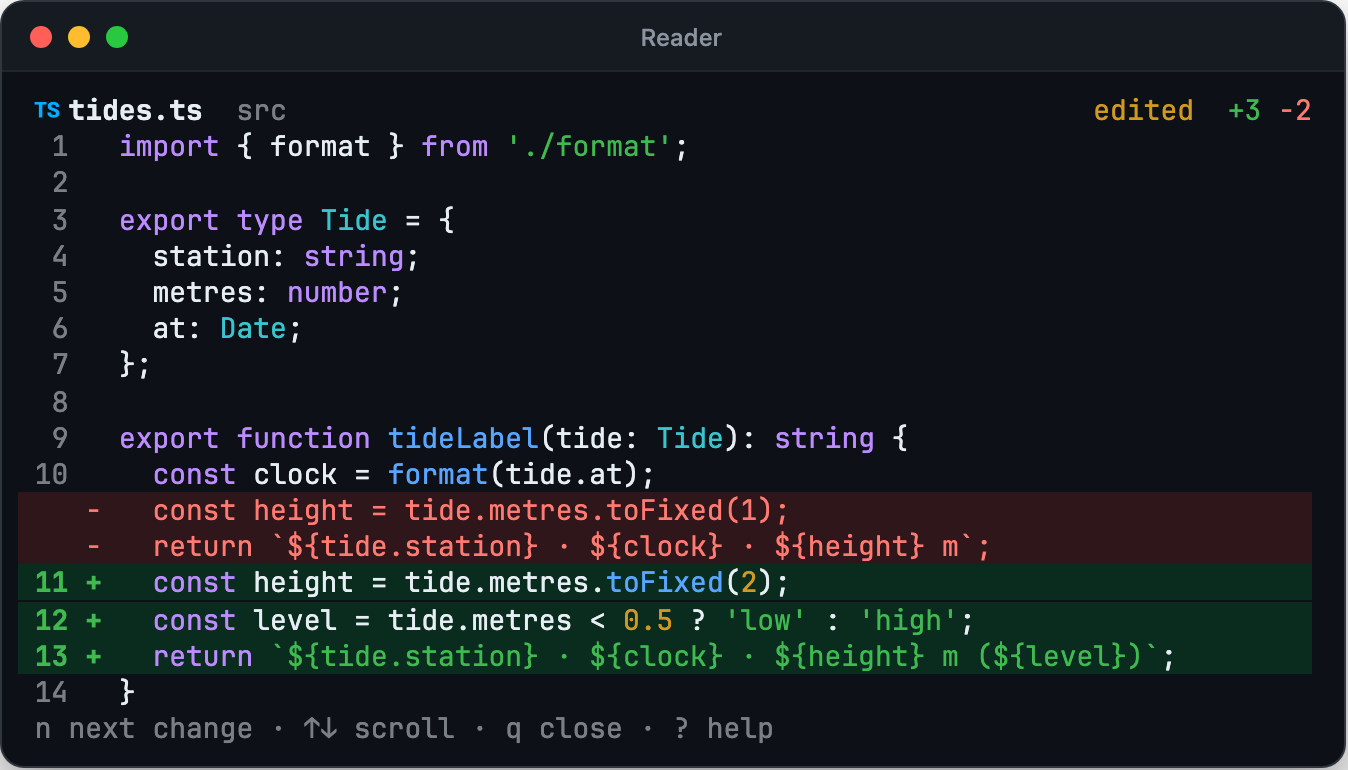 Reader
TS tides.ts  src  edited  +3 -2
1   import { format } from './format';
2
3   export type Tide = {
4     station: string;
5     metres: number;
6     at: Date;
7   };
8
9   export function tideLabel(tide: Tide): string {
10     const clock = format(tide.at);
   -   const height = tide.metres.toFixed(1);
   -   return `${tide.station} · ${clock} · ${height} m`;
11 +   const height = tide.metres.toFixed(2);
12 +   const level = tide.metres < 0.5 ? 'low' : 'high';
13 +   return `${tide.station} · ${clock} · ${height} m (${level})`;
14   }
n next change · ↑↓ scroll · q close · ? help